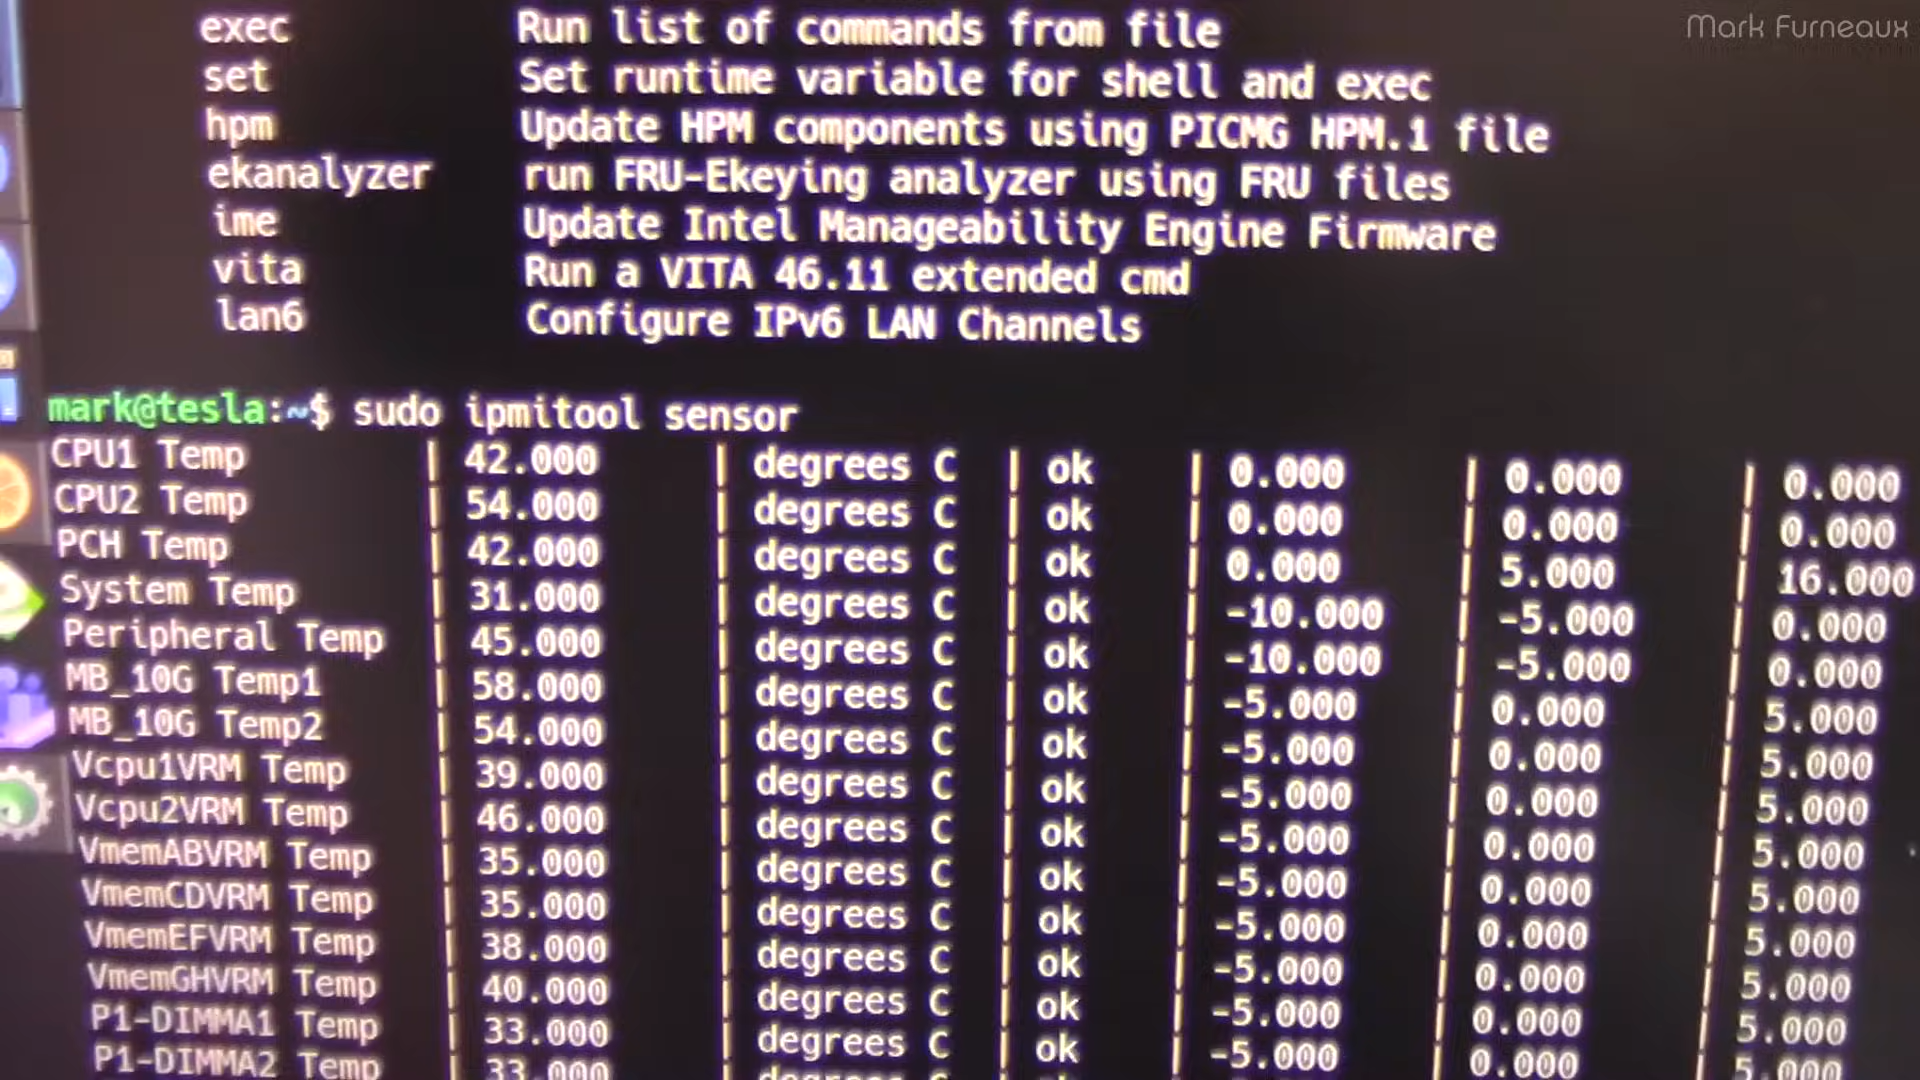 Mark Furneaux
exec Run list of commands from file
set Set runtime variable for shell and exec
hpm Update HPM components using PICMG HPM.1 file
ekanalyzer run FRU-Ekeying analyzer using FRU files
ime Update Intel Manageability Engine Firmware
vita Run a VITA 46.11 extended cmd
lan6 Configure IPv6 LAN Channels
mark@tesla:~$ sudo ipmitool sensor
CPU1 Temp | 42.000 | degrees C | ok | 0.000 | 0.000 | 0.000
CPU2 Temp | 54.000 | degrees C | ok | 0.000 | 0.000 | 0.000
PCH Temp | 42.000 | degrees C | ok | 0.000 | 5.000 | 16.000
System Temp | 31.000 | degrees C | ok | -10.000 | -5.000 | 0.000
Peripheral Temp | 45.000 | degrees C | ok | -10.000 | -5.000 | 0.000
MB_10G Temp1 | 58.000 | degrees C | ok | -5.000 | 0.000 | 5.000
MB_10G Temp2 | 54.000 | degrees C | ok | -5.000 | 0.000 | 5.000
Vcpu1VRM Temp | 39.000 | degrees C | ok | -5.000 | 0.000 | 5.000
Vcpu2VRM Temp | 46.000 | degrees C | ok | -5.000 | 0.000 | 5.000
VmemABVRM Temp | 35.000 | degrees C | ok | -5.000 | 0.000 | 5.000
VmemCDVRM Temp | 35.000 | degrees C | ok | -5.000 | 0.000 | 5.000
VmemEFVRM Temp | 38.000 | degrees C | ok | -5.000 | 0.000 | 5.000
VmemGHVRM Temp | 40.000 | degrees C | ok | -5.000 | 0.000 | 5.000
P1-DIMMA1 Temp | 33.000 | degrees C | ok | -5.000 | 0.000 | 5.000
P1-DIMMA2 Temp | 33.000 | degrees C